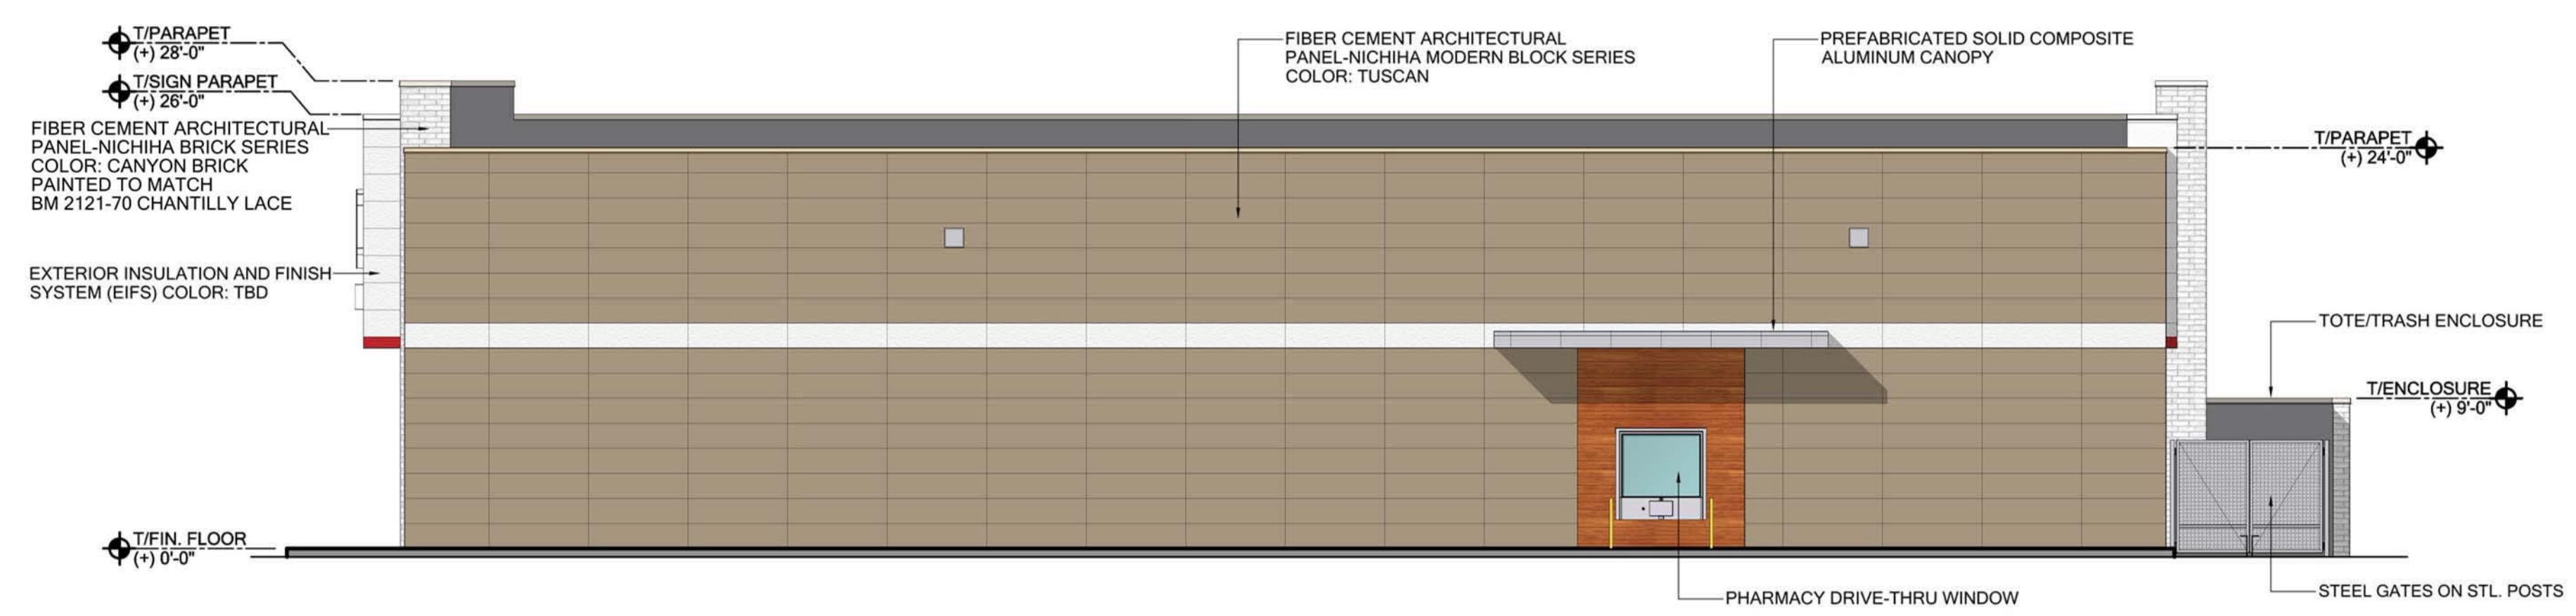 T/PARAPET
(+) 28'-0"
T/SIGN PARAPET
(+) 26'-0"
FIBER CEMENT ARCHITECTURAL
PANEL-NICHIHA BRICK SERIES
COLOR: CANYON BRICK
PAINTED TO MATCH
BM 2121-70 CHANTILLY LACE
EXTERIOR INSULATION AND FINISH
SYSTEM (EIFS) COLOR: TBD
T/FIN. FLOOR
(+) 0'-0"
FIBER CEMENT ARCHITECTURAL
PANEL-NICHIHA MODERN BLOCK SERIES
COLOR: TUSCAN
PREFABRICATED SOLID COMPOSITE
ALUMINUM CANOPY
T/PARAPET
(+) 24'-0"
TOTE/TRASH ENCLOSURE
T/ENCLOSURE
(+) 9'-0"
PHARMACY DRIVE-THRU WINDOW
STEEL GATES ON STL. POSTS